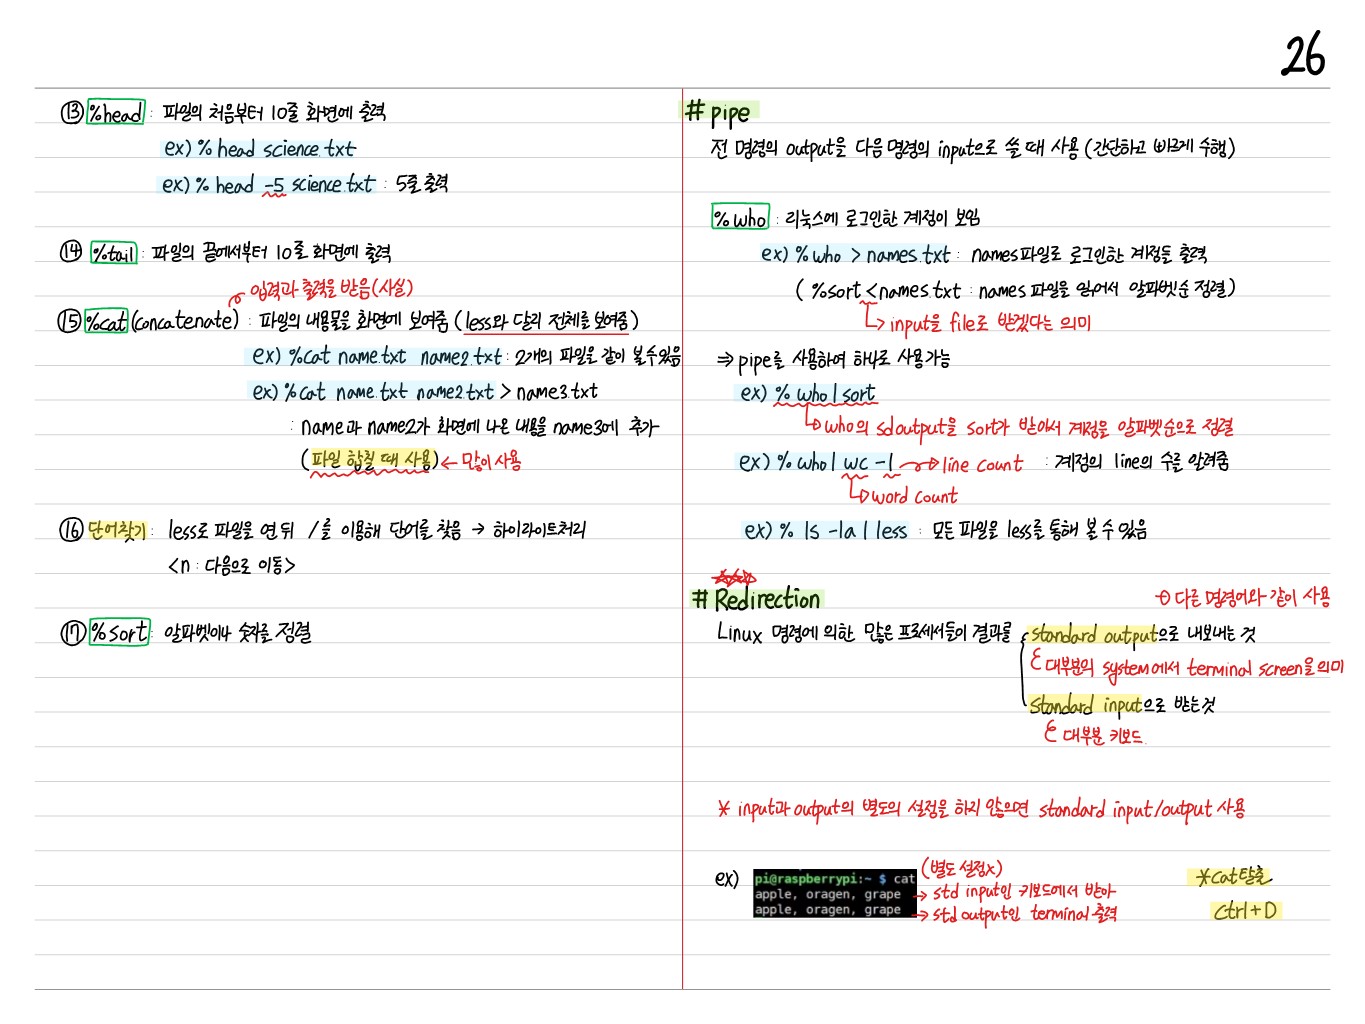 26
⑬ %head : 파일의 처음부터 10줄 화면에 출력
ex) % head science.txt
ex) % head -5 science.txt : 5줄 출력
⑭ %tail : 파일의 끝에서부터 10줄 화면에 출력
입력과 출력을 받음(사실)
⑮ %cat (concatenate) : 파일의 내용물을 화면에 보여줌 (less와 달리 전체를 보여줌)
ex) %cat name.txt name2.txt : 2개의 파일을 같이 볼 수 있음
ex) %cat name.txt name2.txt > name3.txt
: name과 name2가 화면에 나온 내용을 name3에 추가
(파일 합칠 때 사용) ← 많이 사용
⑯ 단어찾기 : less로 파일을 연 뒤 /를 이용해 단어를 찾음 → 하이라이트처리
<n : 다음으로 이동>
⑰ %sort : 알파벳이나 숫자를 정렬
# pipe
전 명령의 output을 다음 명령의 input으로 쓸 때 사용 (간단하고 빠르게 수행)
% who : 리눅스에 로그인한 계정이 보임
ex) % who > names.txt : names파일로 로그인한 계정들 출력
( %sort < names.txt : names 파일을 읽어서 알파벳순 정렬)
↳ input을 file로 받겠다는 의미
⇒ pipe를 사용하여 하나로 사용가능
ex) % who | sort
↳ who의 sdoutput을 sort가 받아서 계정을 알파벳순으로 정렬
ex) % who | wc -l → line count : 계정의 line의 수를 알려줌
↳ word count
ex) % ls -la | less : 모든 파일을 less를 통해 볼 수 있음
☆☆☆
# Redirection
다른 명령어와 같이 사용
Linux 명령에 의한 많은 프로세서들이 결과를 standard output으로 내보내는 것
대부분의 system에서 terminal screen을 의미
standard input으로 받는것
대부분 키보드
* input과 output의 별도의 설정을 하지 않으면 standard input/output 사용
ex) pi@raspberrypi:~ $ cat (별도 설정x)
apple, oragen, grape → std input인 키보드에서 받아
apple, oragen, grape → std output인 terminal 출력
*cat 탈출
ctrl+D